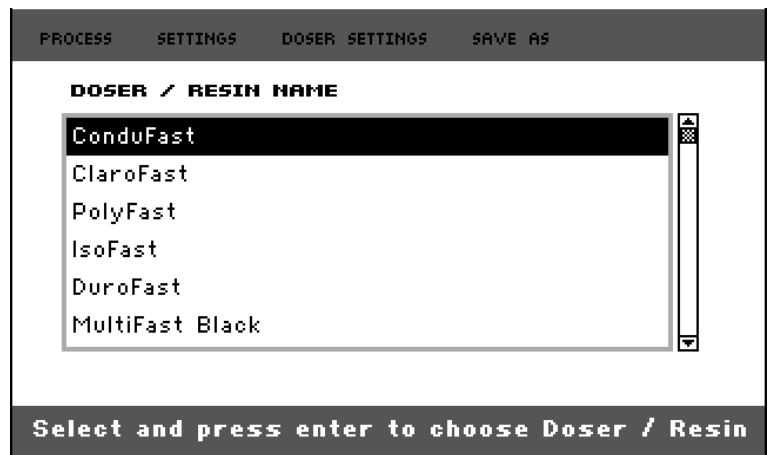 PROCESS SETTINGS DOSER SETTINGS SAVE AS
DOSER / RESIN NAME
ConduFast
ClaroFast
PolyFast
IsoFast
DuroFast
MultiFast Black
Select and press enter to choose Doser / Resin